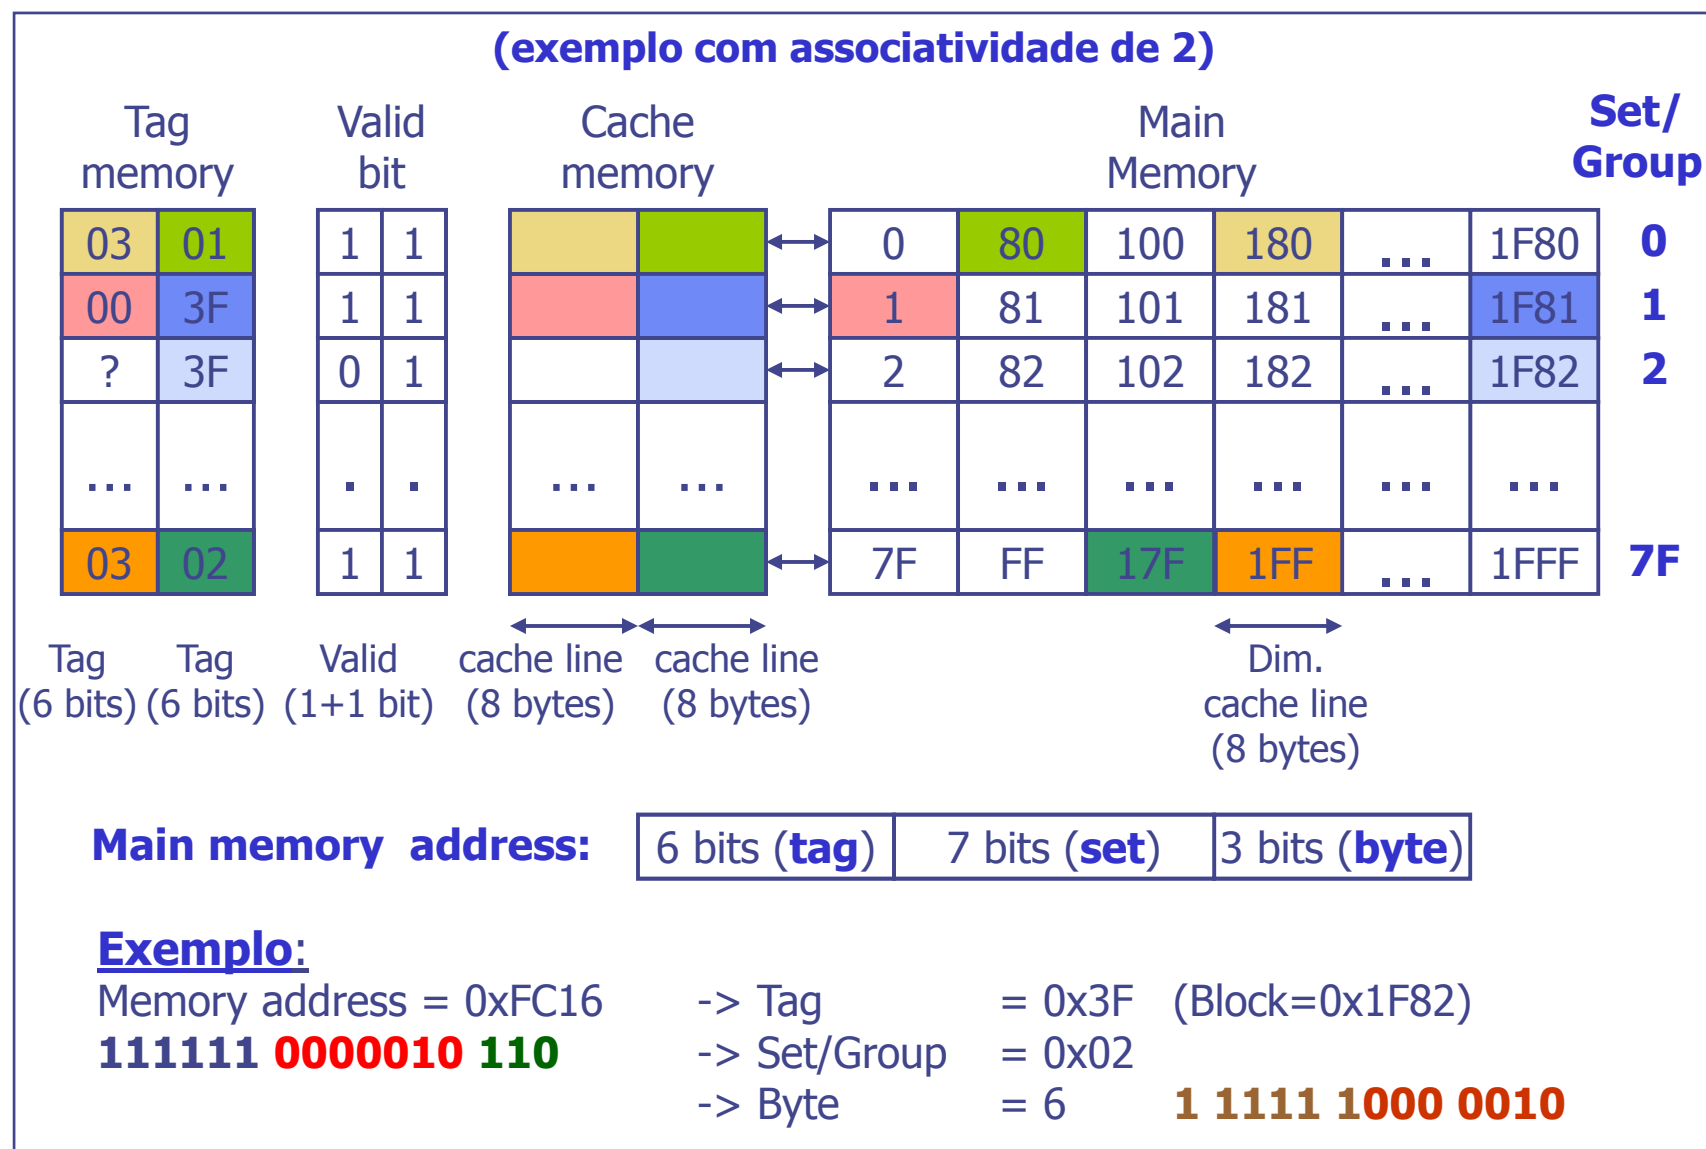 (exemplo com associatividade de 2)
Tag memory Valid bit Cache memory Main Memory Set/ Group
03 01 1 1 0 80 100 180 ... 1F80 0
00 3F 1 1 1 81 101 181 ... 1F81 1
? 3F 0 1 2 82 102 182 ... 1F82 2
... ... . . ... ... ... ... ... ... ... ...
03 02 1 1 7F FF 17F 1FF ... 1FFF 7F
Tag Tag Valid cache line cache line Dim.
(6 bits) (6 bits) (1+1 bit) (8 bytes) (8 bytes) cache line
(8 bytes)
Main memory address: 6 bits (tag) 7 bits (set) 3 bits (byte)
Exemplo:
Memory address = 0xFC16 -> Tag = 0x3F (Block=0x1F82)
111111 0000010 110 -> Set/Group = 0x02
-> Byte = 6 1 1111 1000 0010